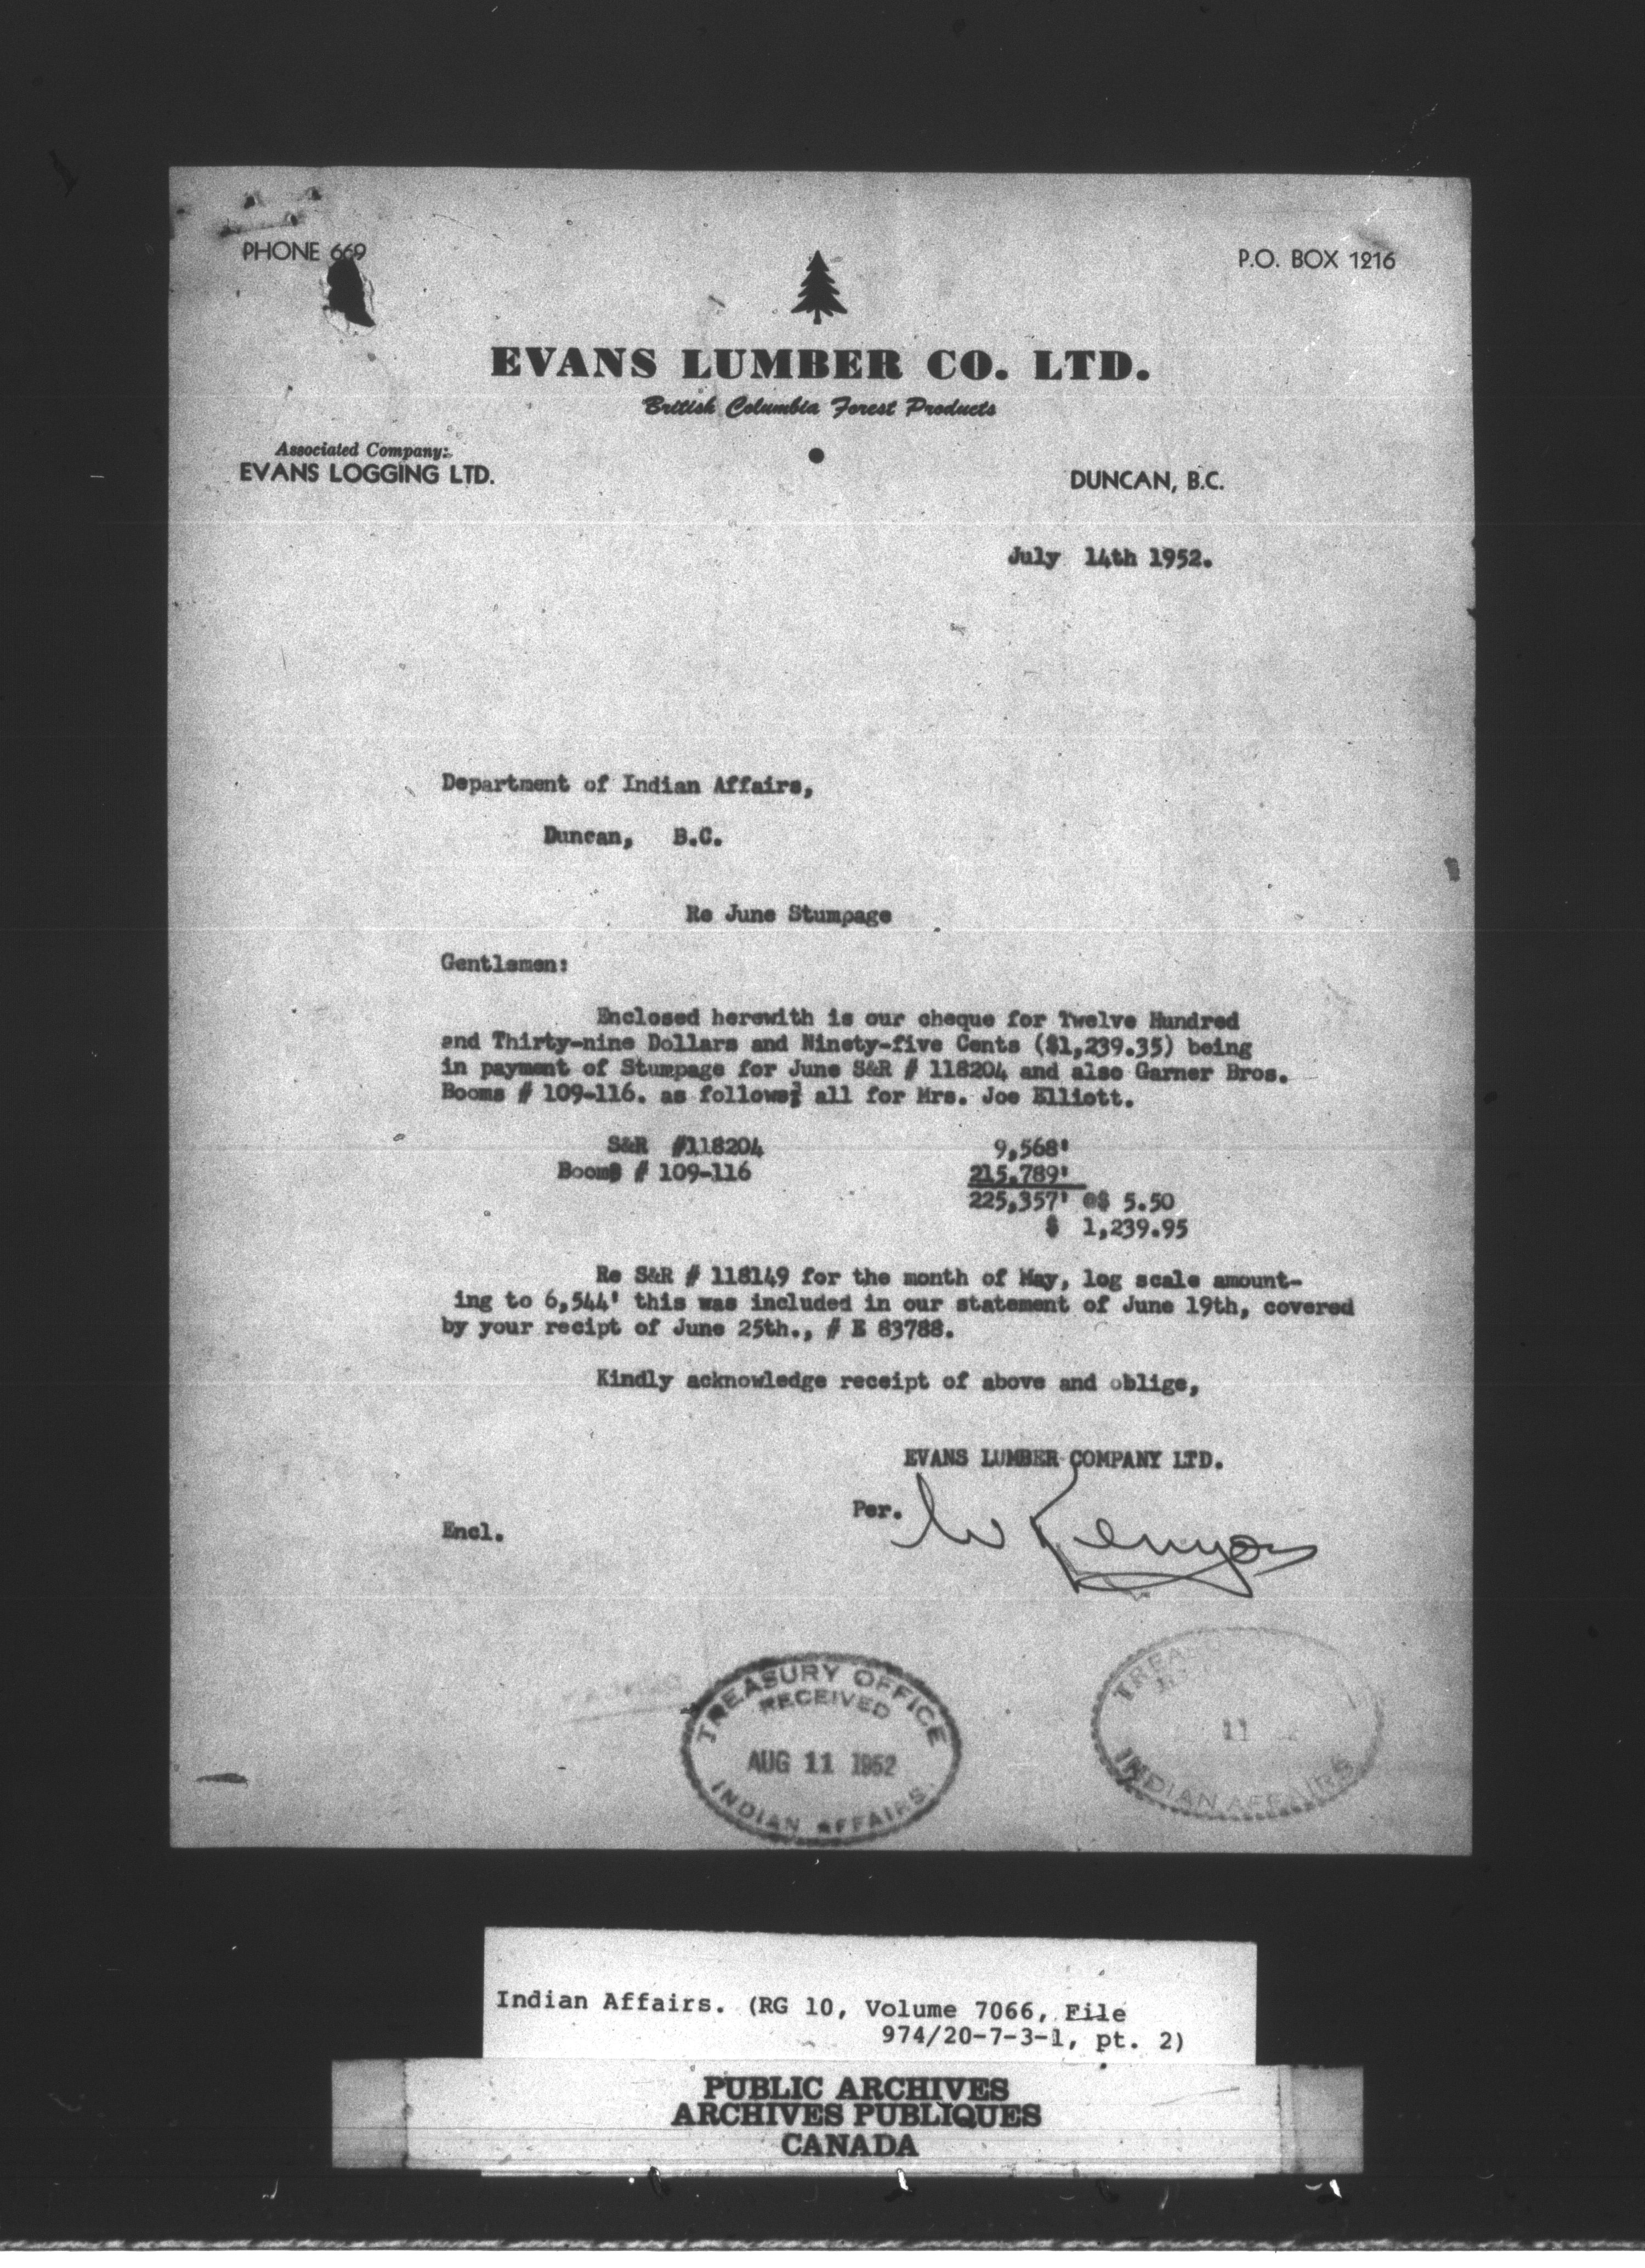 PHONE 669
P.O. BOX 1216
EVANS LUMBER CO. LTD.
British Columbia Forest Products
Associated Company:
EVANS LOGGING LTD.
DUNCAN, B.C.
July 14th 1952.
Department of Indian Affairs,
Duncan, B.C.
Re June Stumpage
Gentlemen:
Enclosed herewith is our cheque for Twelve Hundred
and Thirty-nine Dollars and Ninety-five Cents ($1,239.35) being
in payment of Stumpage for June S&R # 118204 and also Garner Bros.
Booms # 109-116. as follows; all for Mrs. Joe Elliott.
S&R #118204 9,568'
Booms # 109-116 215,789'
225,357' @$ 5.50
$ 1,239.95
Re S&R # 118149 for the month of May, log scale amount-
ing to 6,544' this was included in our statement of June 19th, covered
by your recipt of June 25th., # E 83788.
Kindly acknowledge receipt of above and oblige,
EVANS LUMBER COMPANY LTD.
Per. W Kenyon
Encl.
TREASURY OFFICE
RECEIVED
AUG 11 1952
INDIAN AFFAIRS
11
INDIAN AFFAIRS
Indian Affairs. (RG 10, Volume 7066, File
974/20-7-3-1, pt. 2)
PUBLIC ARCHIVES
ARCHIVES PUBLIQUES
CANADA